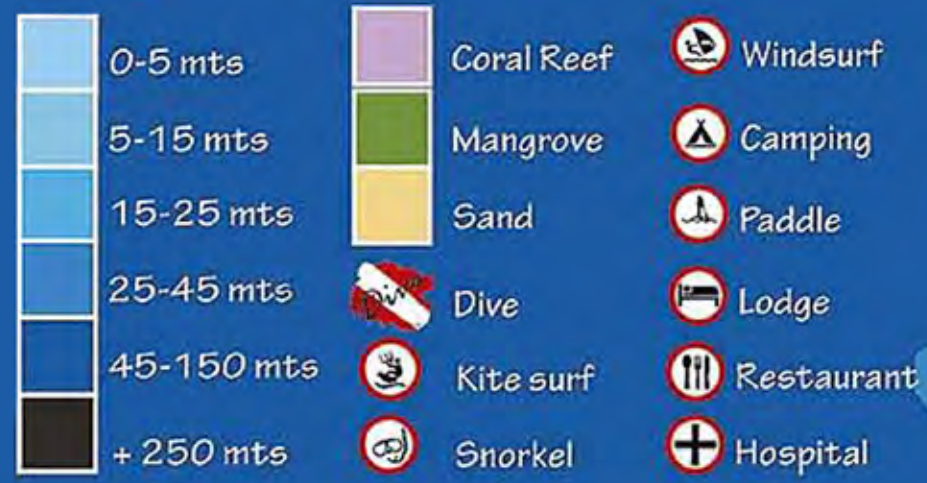 0-5 mts
5-15 mts
15-25 mts
25-45 mts
45-150 mts
+ 250 mts
Coral Reef
Mangrove
Sand
Dive
Dive
Kite surf
Snorkel
Windsurf
Camping
Paddle
Lodge
Restaurant
Hospital